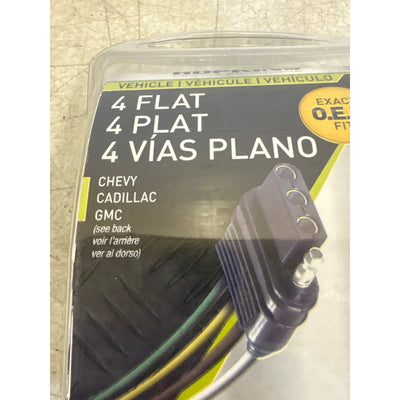 VEHICLE | VÉHICULE | VEHÍCULO
4 FLAT
4 PLAT
4 VÍAS PLANO
EXACT
O.E.
FIT
CHEVY
CADILLAC
GMC
(see back
voir l'arrière
ver al dorso)